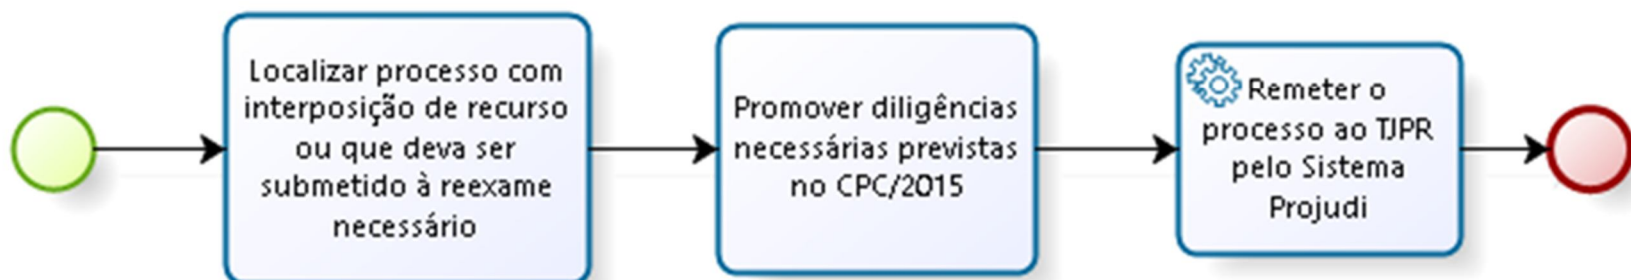 Localizar processo com
interposição de recurso
ou que deva ser
submetido à reexame
necessário
Promover diligências
necessárias previstas
no CPC/2015
Remeter o
processo ao TJPR
pelo Sistema
Projudi